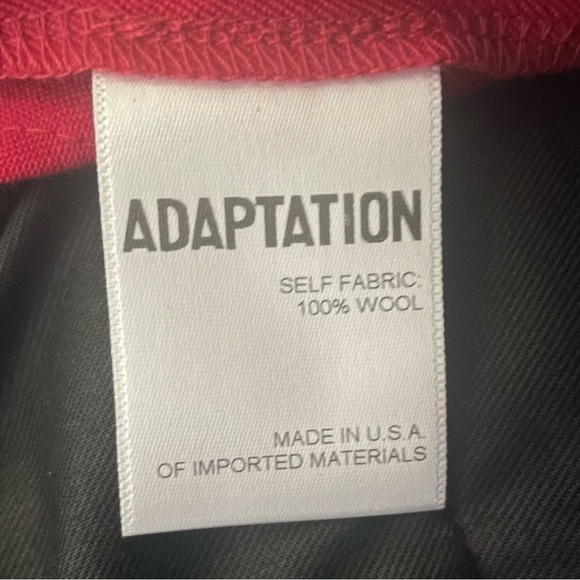 ADAPTATION
SELF FABRIC:
100% WOOL
MADE IN U.S.A.
OF IMPORTED MATERIALS